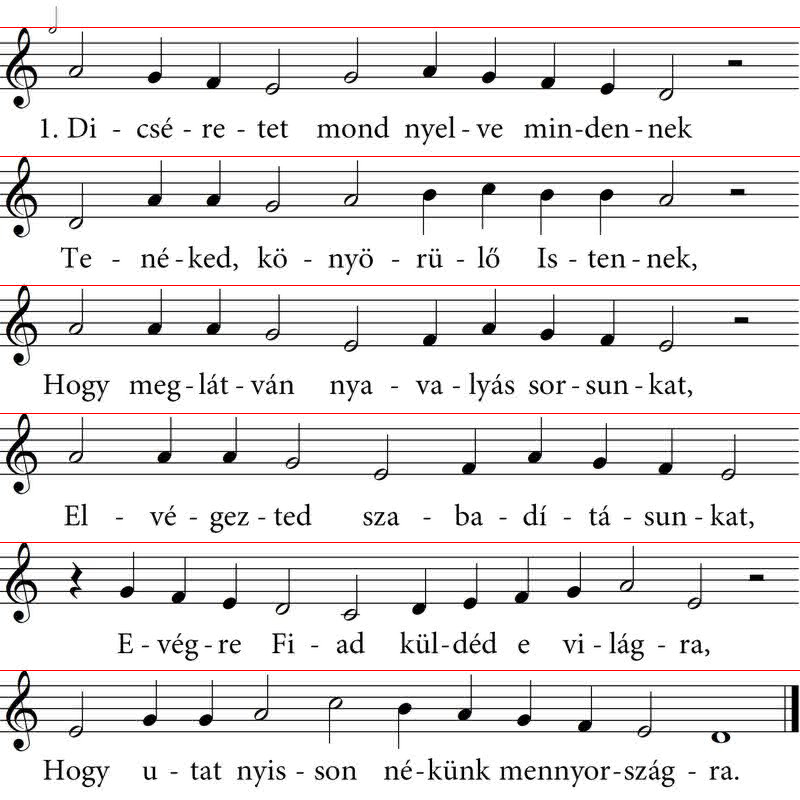 1. Di - csé - re - tet mond nyel - ve min - den - nek
Te - né - ked, kö - nyö - rü - lő Is - ten - nek,
Hogy meg - lát - ván nya - va - lyás sor - sun - kat,
El - vé - gez - ted sza - ba - dí - tá - sun - kat,
E - vég - re Fi - ad kül - déd e vi - lág - ra,
Hogy u - tat nyis - son né - künk mennyor - szág - ra.